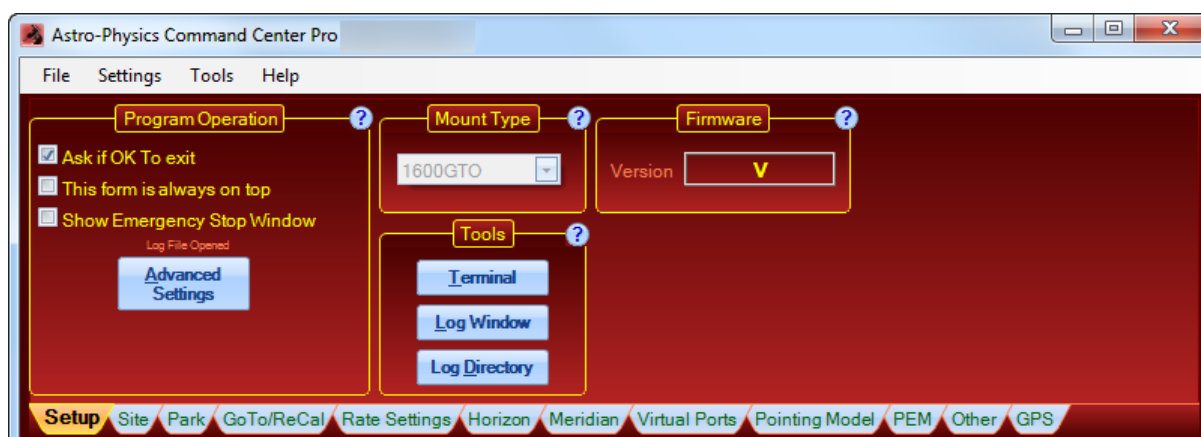 Astro-Physics Command Center Pro
File Settings Tools Help
Program Operation ?
Ask if OK To exit
This form is always on top
Show Emergency Stop Window
Log File Opened
Advanced
Settings
Mount Type ?
1600GTO
Tools ?
Terminal
Log Window
Log Directory
Firmware ?
Version V
Setup Site Park GoTo/ReCal Rate Settings Horizon Meridian Virtual Ports Pointing Model PEM Other GPS